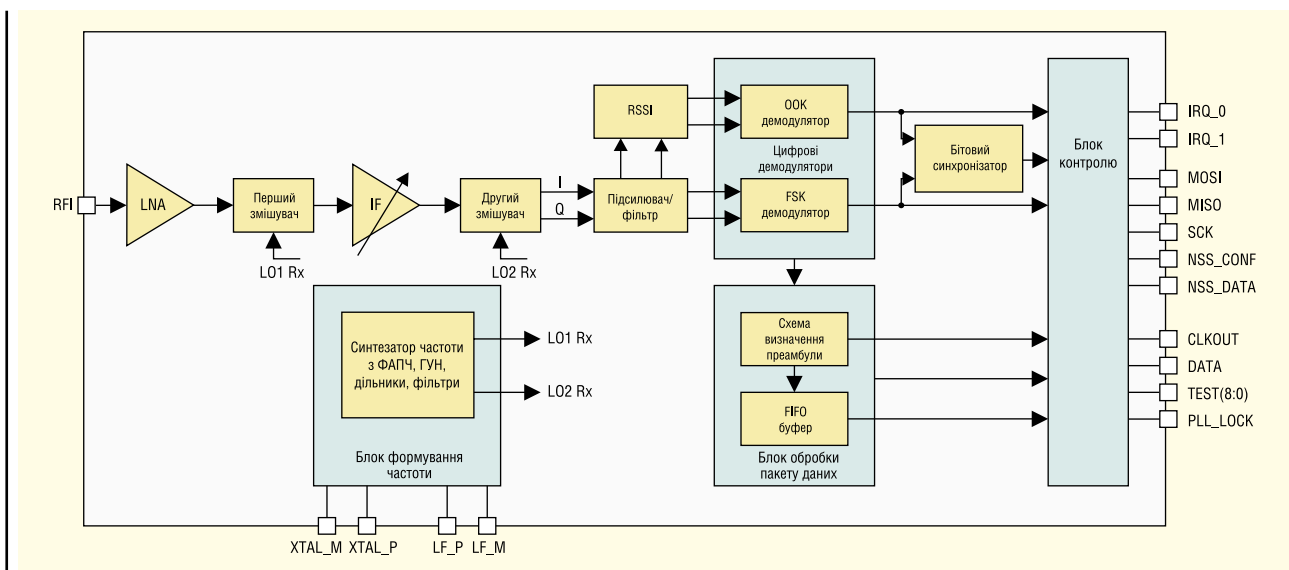 RFI
LNA
Перший
змішувач
LO1 Rx
IF
Другий
змішувач
LO2 Rx
I
Q
RSSI
Підсилювач/
фільтр
OOK
демодулятор
Цифрові
демодулятори
FSK
демодулятор
Бітовий
синхронізатор
Блок
контролю
IRQ_0
IRQ_1
MOSI
MISO
SCK
NSS_CONF
NSS_DATA
CLKOUT
DATA
TEST(8:0)
PLL_LOCK
Синтезатор частоти
з ФАПЧ, ГУН,
дільники, фільтри
LO1 Rx
LO2 Rx
Блок формування
частоти
Схема
визначення
преамбули
FIFO
буфер
Блок обробки
пакету даних
XTAL_M
XTAL_P
LF_P
LF_M